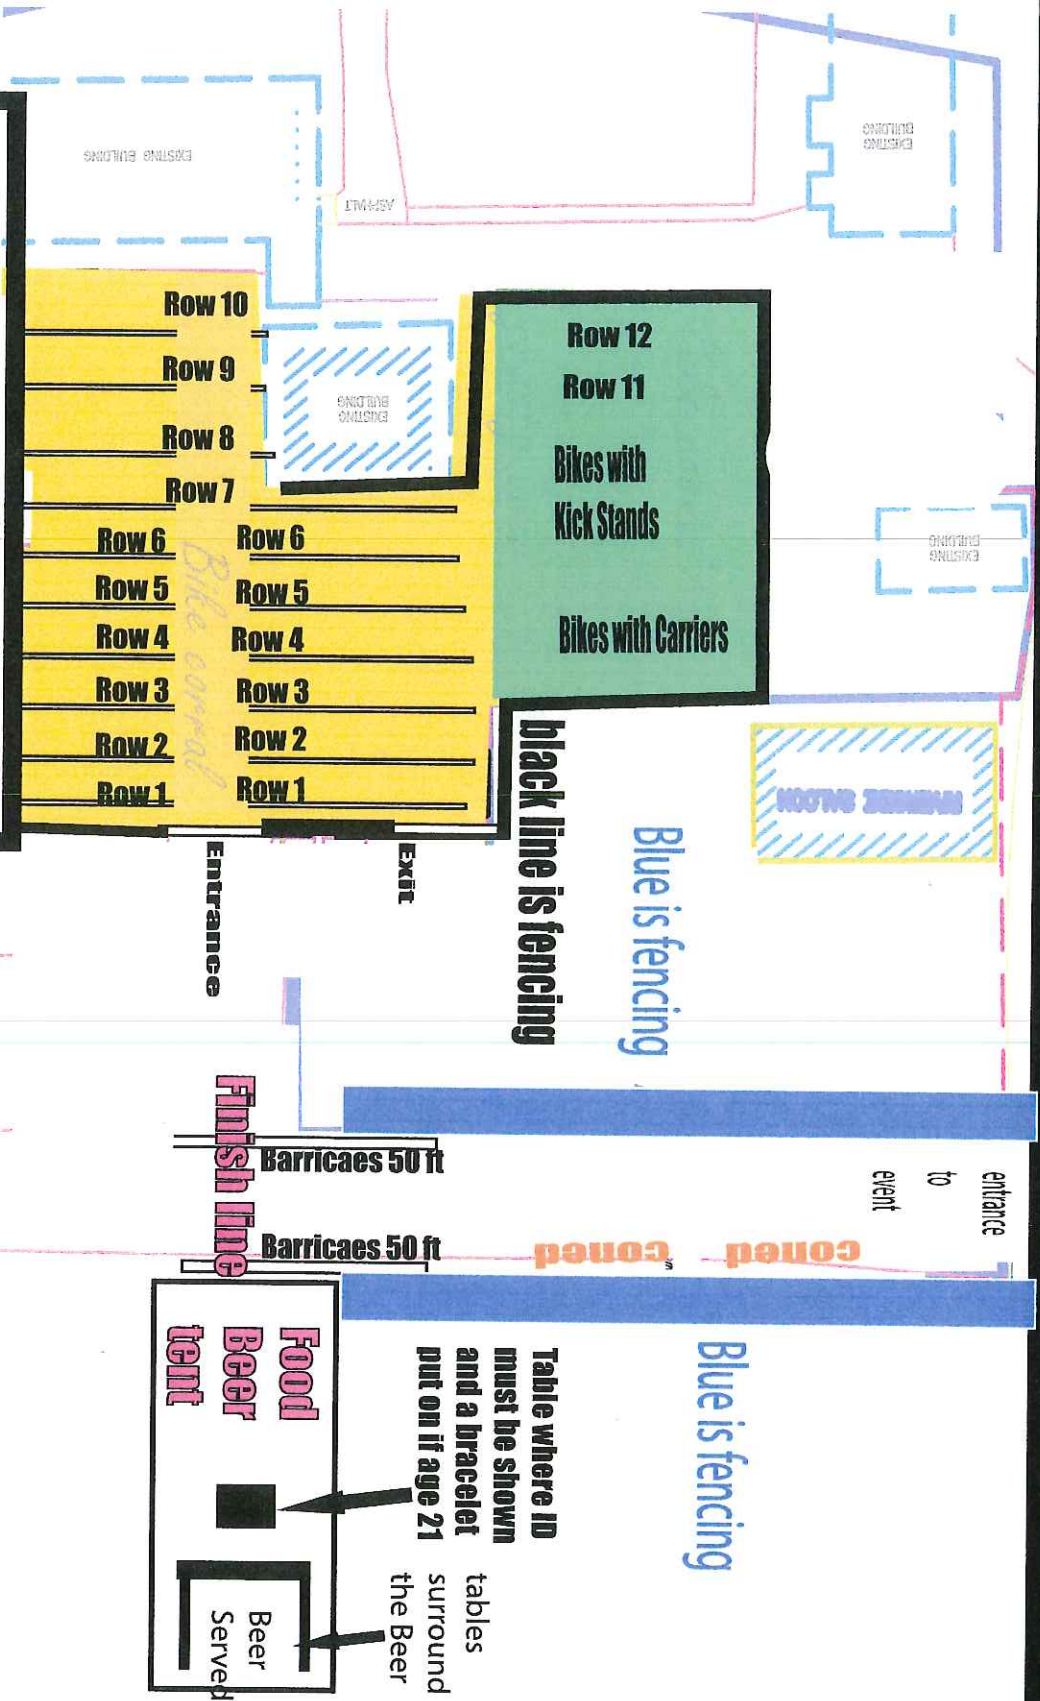 EXISTING BUILDING
ASPHALT
EXISTING
BUILDING
Row 10
Row 9
Row 8
Row 7
Row 6
Row 5
Row 4
Row 3
Row 2
Row 1
Row 6
Row 5
Row 4
Row 3
Row 2
Row 1
Bike corral
EXISTING
BUILDING
Row 12
Row 11
Bikes with
Kick Stands
Bikes with Carriers
EXISTING
BUILDING
SALOON
Entrance
Exit
black line is fencing
Blue is fencing
Finish line
Barricaes 50 ft
Barricaes 50 ft
entrance
to
event
coned
coned
s
Blue is fencing
Food
Beer
tent
Table where ID
must be shown
and a bracelet
put on if age 21
tables
surround
the Beer
Beer
Served